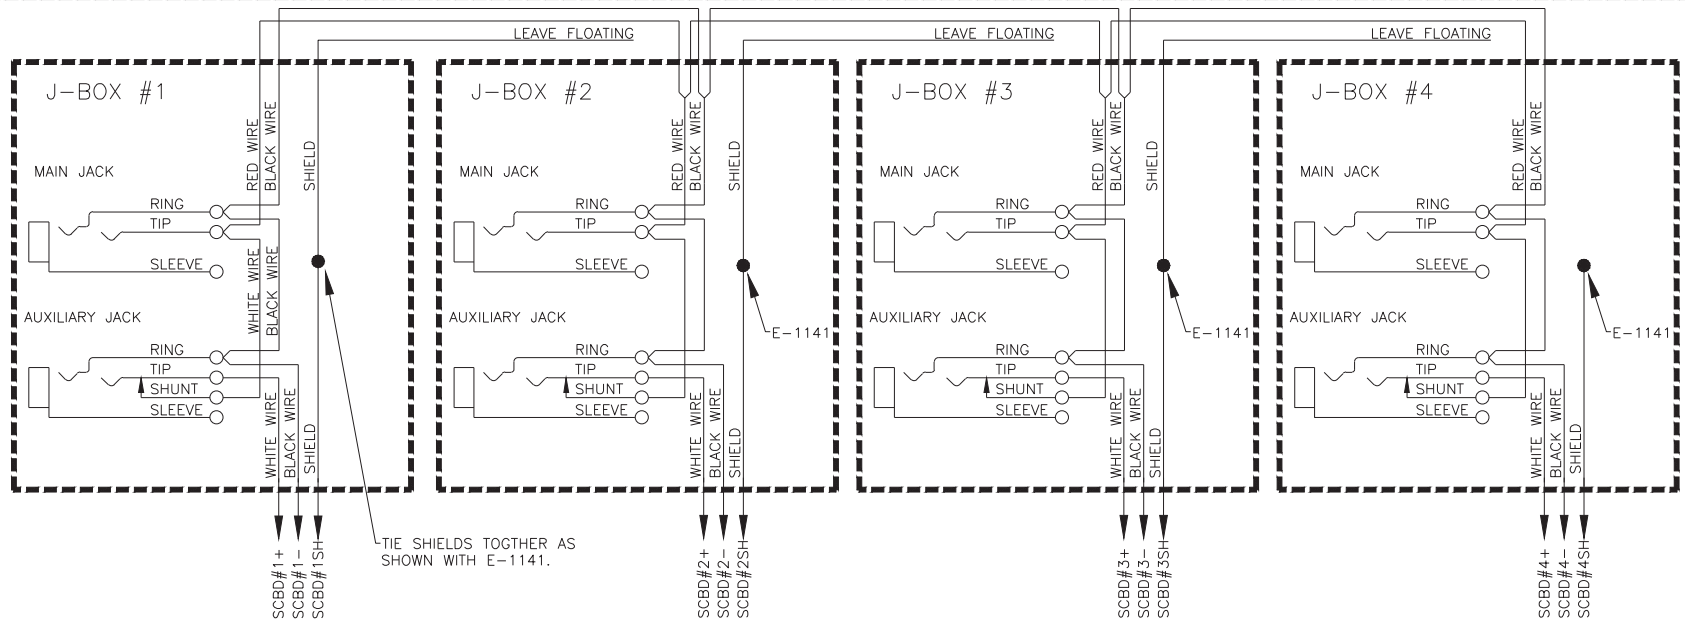 LEAVE FLOATING
LEAVE FLOATING
LEAVE FLOATING
J-BOX #1
RED WIRE
BLACK WIRE
SHIELD
MAIN JACK
RING
TIP
SLEEVE
WHITE WIRE
BLACK WIRE
AUXILIARY JACK
RING
TIP
SHUNT
SLEEVE
WHITE WIRE
BLACK WIRE
SHIELD
SCBD#1+
SCBD#1-
SCBD#1SH
TIE SHIELDS TOGTHER AS
SHOWN WITH E-1141.
J-BOX #2
RED WIRE
BLACK WIRE
SHIELD
MAIN JACK
RING
TIP
SLEEVE
E-1141
AUXILIARY JACK
RING
TIP
SHUNT
SLEEVE
WHITE WIRE
BLACK WIRE
SHIELD
SCBD#2+
SCBD#2-
SCBD#2SH
J-BOX #3
RED WIRE
BLACK WIRE
SHIELD
MAIN JACK
RING
TIP
SLEEVE
E-1141
AUXILIARY JACK
RING
TIP
SHUNT
SLEEVE
WHITE WIRE
BLACK WIRE
SHIELD
SCBD#3+
SCBD#3-
SCBD#3SH
J-BOX #4
RED WIRE
BLACK WIRE
MAIN JACK
RING
TIP
SLEEVE
E-1141
AUXILIARY JACK
RING
TIP
SHUNT
SLEEVE
WHITE WIRE
BLACK WIRE
SHIELD
SCBD#4+
SCBD#4-
SCBD#4SH